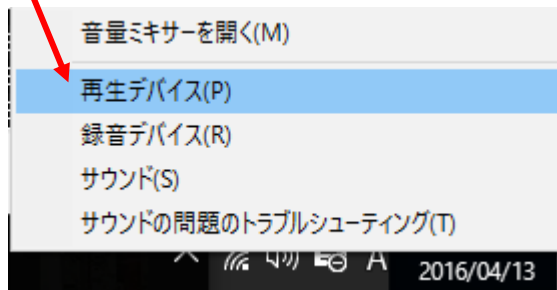 音量ミキサーを開く(M)
再生デバイス(P)
録音デバイス(R)
サウンド(S)
サウンドの問題のトラブルシューティング(T)
A
2016/04/13